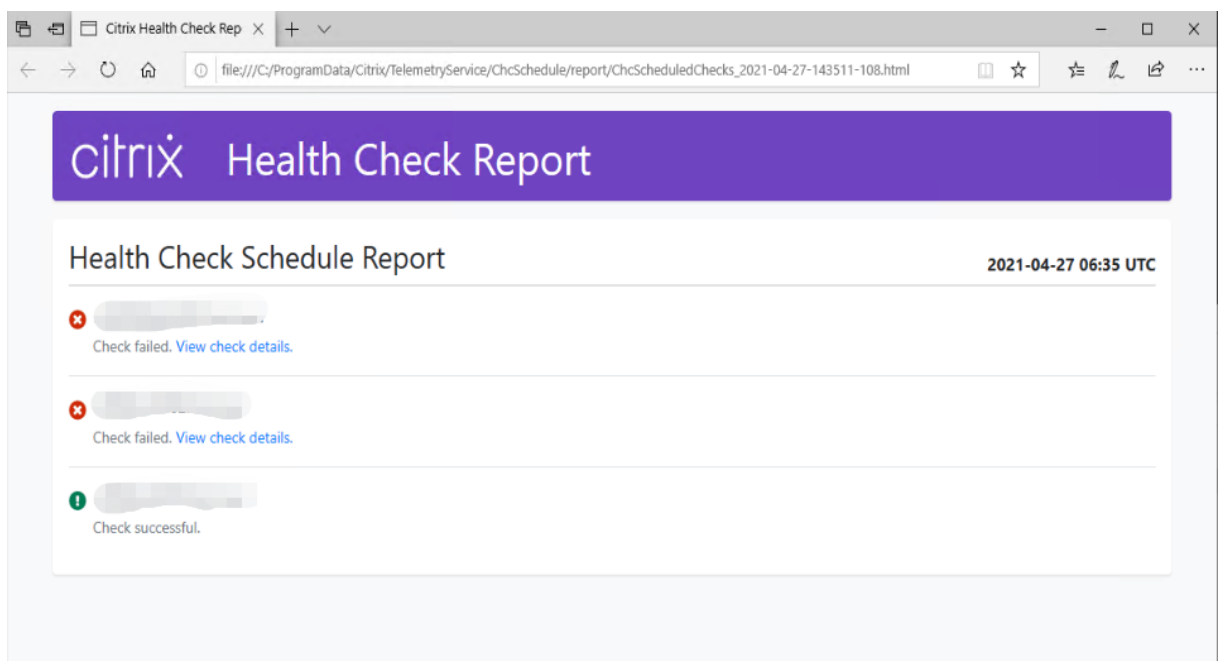 Citrix Health Check Rep
file:///C:/ProgramData/Citrix/TelemetryService/ChcSchedule/report/ChcScheduledChecks_2021-04-27-143511-108.html
citrix Health Check Report
Health Check Schedule Report
2021-04-27 06:35 UTC
Check failed. View check details.
Check failed. View check details.
Check successful.